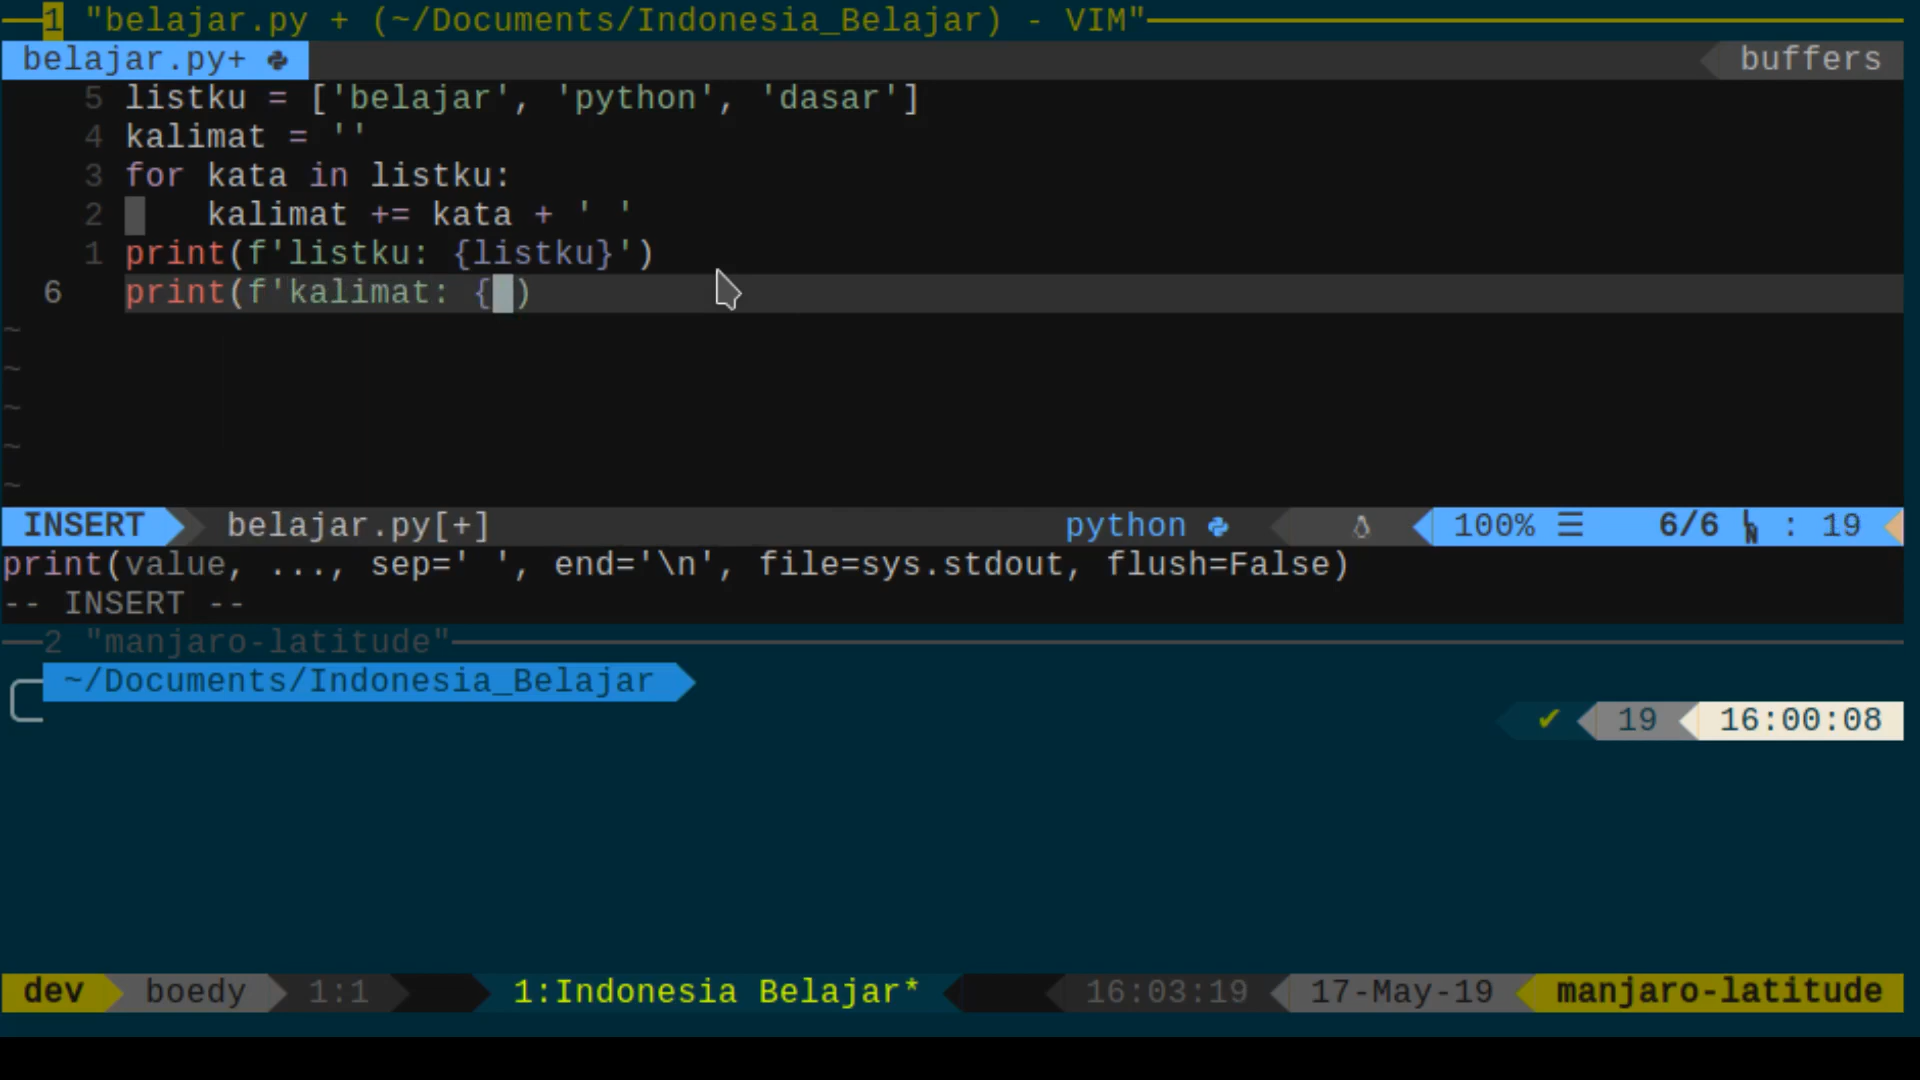 1 "belajar.py + (~/Documents/Indonesia_Belajar) - VIM"
belajar.py+ buffers
5 listku = ['belajar', 'python', 'dasar']
4 kalimat = ''
3 for kata in listku:
2     kalimat += kata + ' '
1 print(f'listku: {listku}')
6 print(f'kalimat: { )
~
~
~
~
~
INSERT belajar.py[+] python 100% ☰ 6/6 : 19
print(value, ..., sep=' ', end='\n', file=sys.stdout, flush=False)
-- INSERT --
2 "manjaro-latitude"
~/Documents/Indonesia_Belajar
✔ 19 16:00:08
dev boedy 1:1 1:Indonesia Belajar* 16:03:19 17-May-19 manjaro-latitude